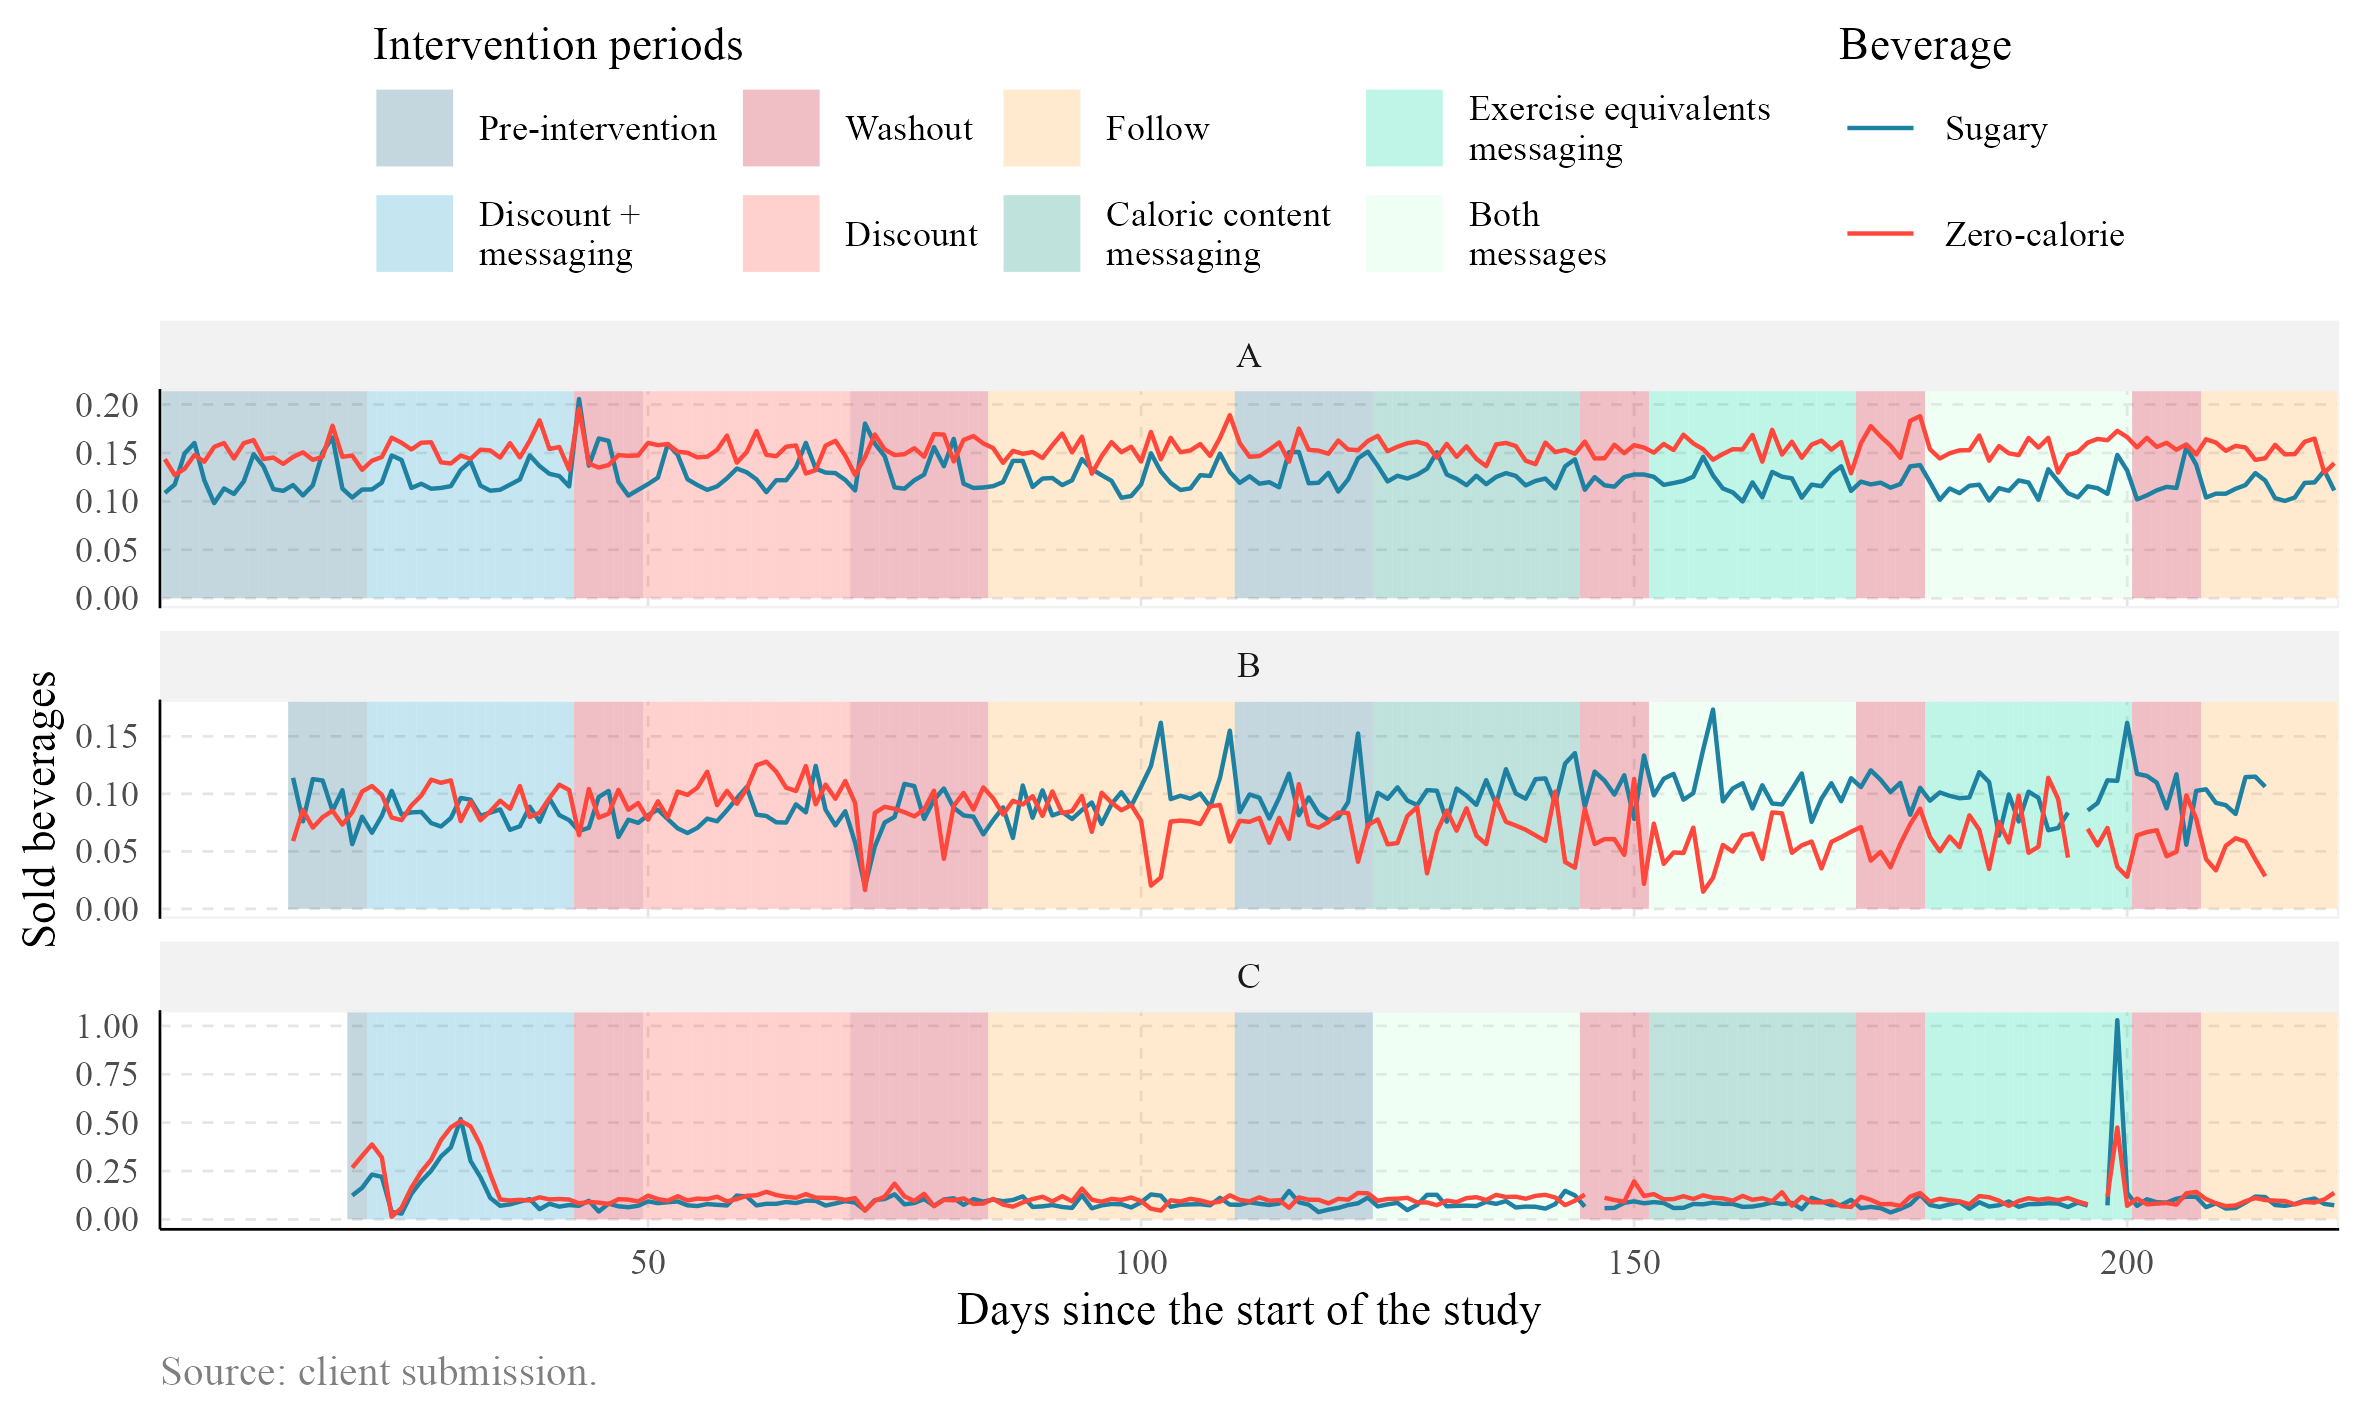 Intervention periods
Beverage
Pre-intervention
Washout
Follow
Exercise equivalents
messaging
Sugary
Discount +
messaging
Discount
Caloric content
messaging
Both
messages
Zero-calorie
A
0.20
0.15
0.10
0.05
0.00
B
0.15
0.10
0.05
0.00
C
1.00
0.75
0.50
0.25
0.00
Sold beverages
50
100
150
200
Days since the start of the study
Source: client submission.